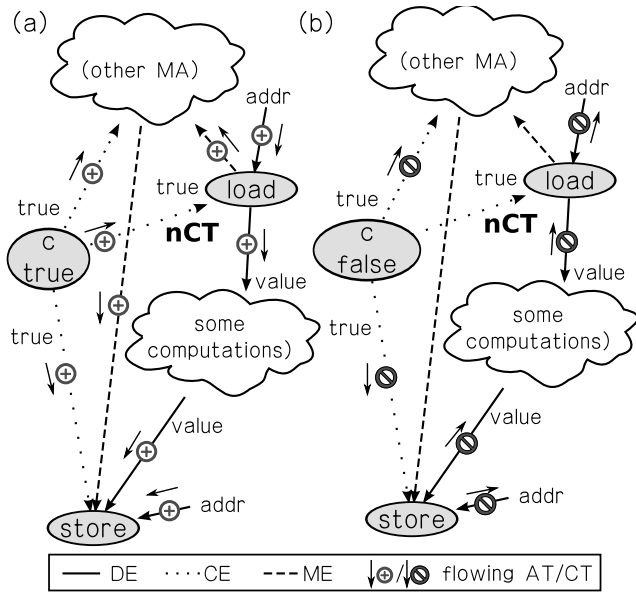 (a)
(other MA)
addr
true
load
true
nCT
c
true
value
true
some
computations)
value
addr
store
(b)
(other MA)
addr
true
load
true
nCT
c
false
value
true
some
computations)
value
addr
store
DE CE ME / flowing AT/CT